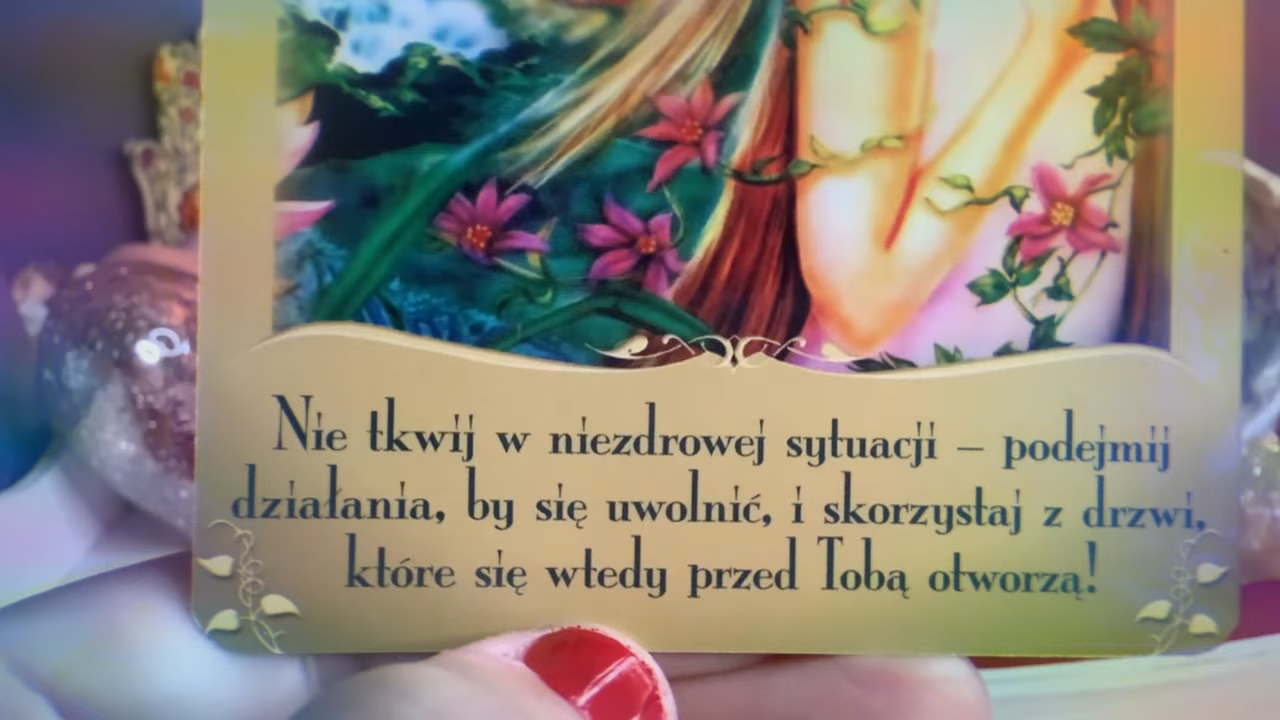 Nie tkwij w niezdrowej sytuacji – podejmij
działania, by się uwolnić, i skorzystaj z drzwi,
które się wtedy przed Tobą otworzą!